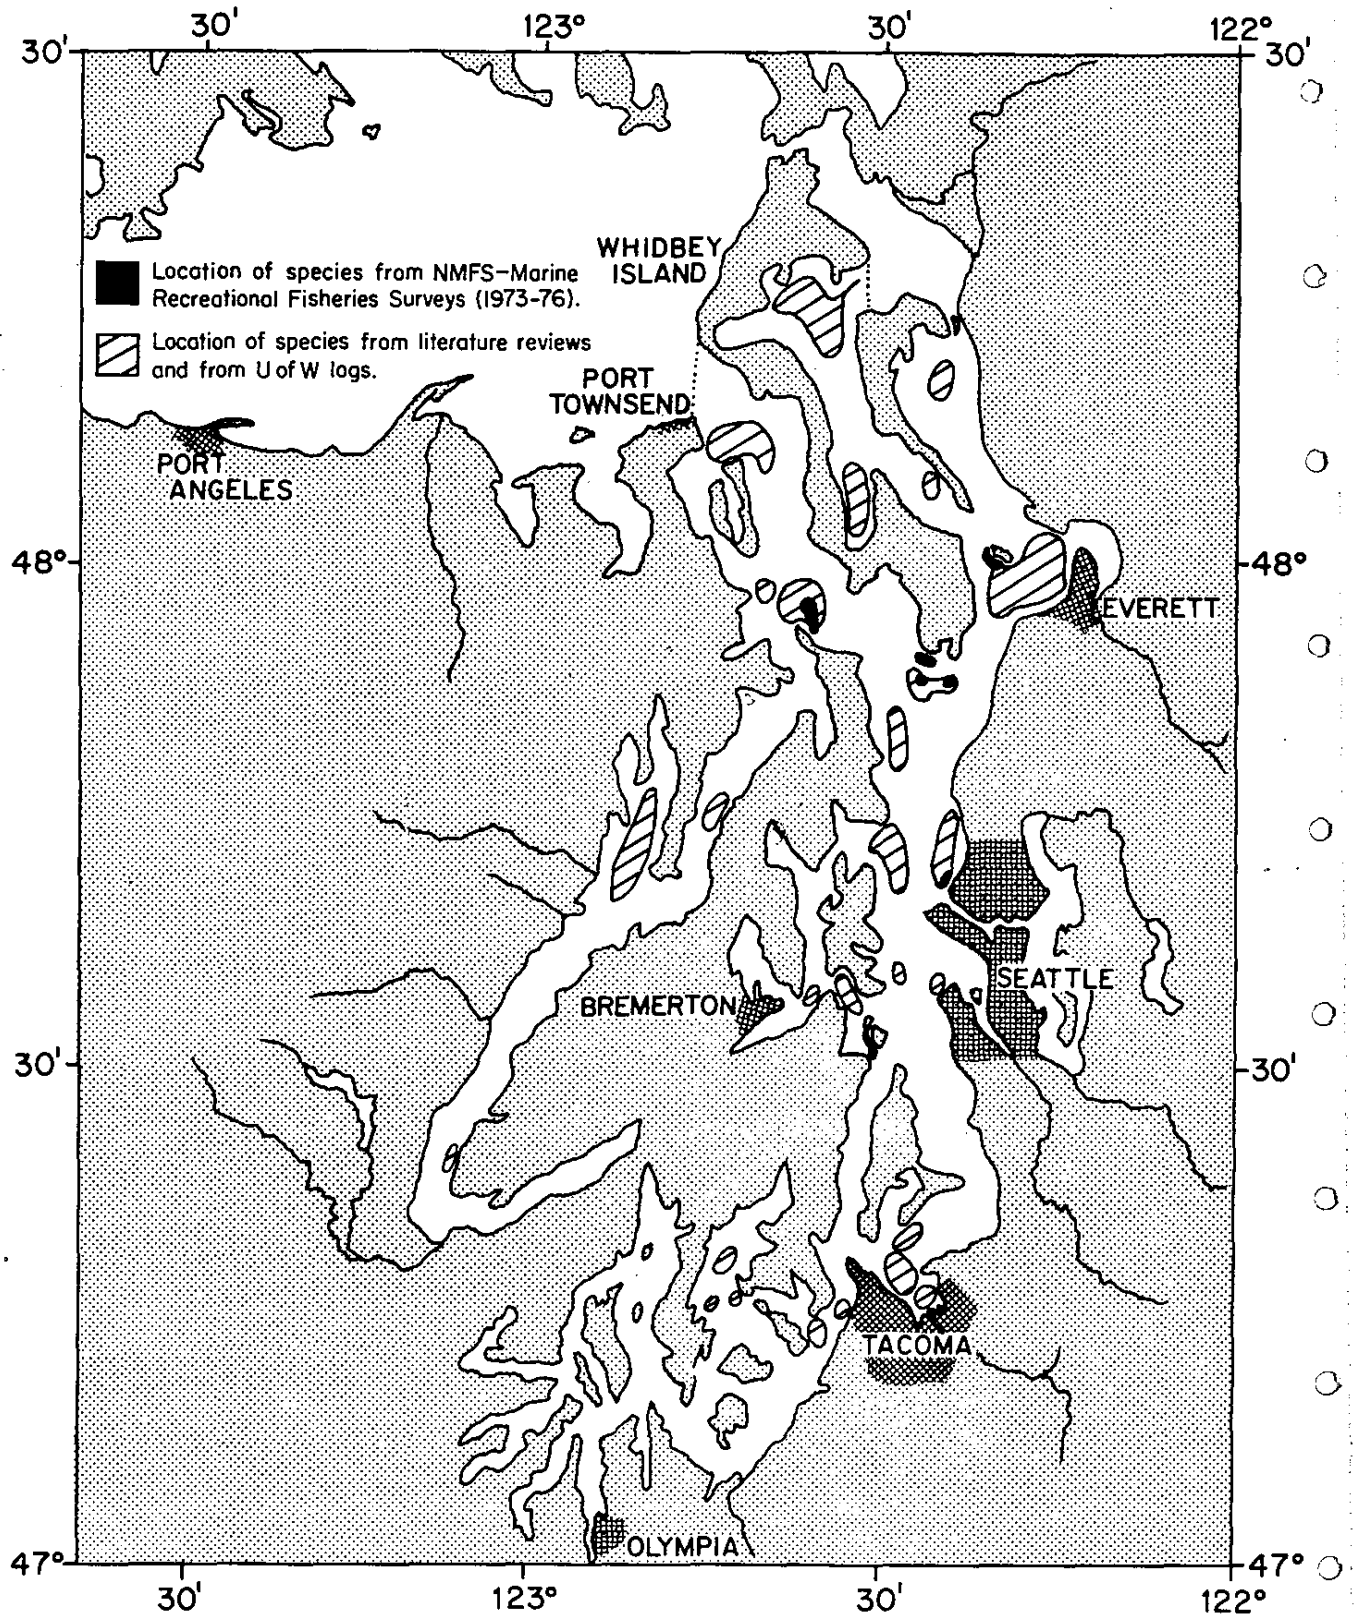 30' 123° 30' 122°
30' 30'
WHIDBEY
ISLAND
Location of species from NMFS-Marine
Recreational Fisheries Surveys (1973-76).
Location of species from literature reviews
and from U of W logs.
PORT
TOWNSEND
PORT
ANGELES
48° 48°
EVERETT
SEATTLE
BREMERTON
30' 30'
TACOMA
OLYMPIA
47° 47°
30' 123° 30' 122°